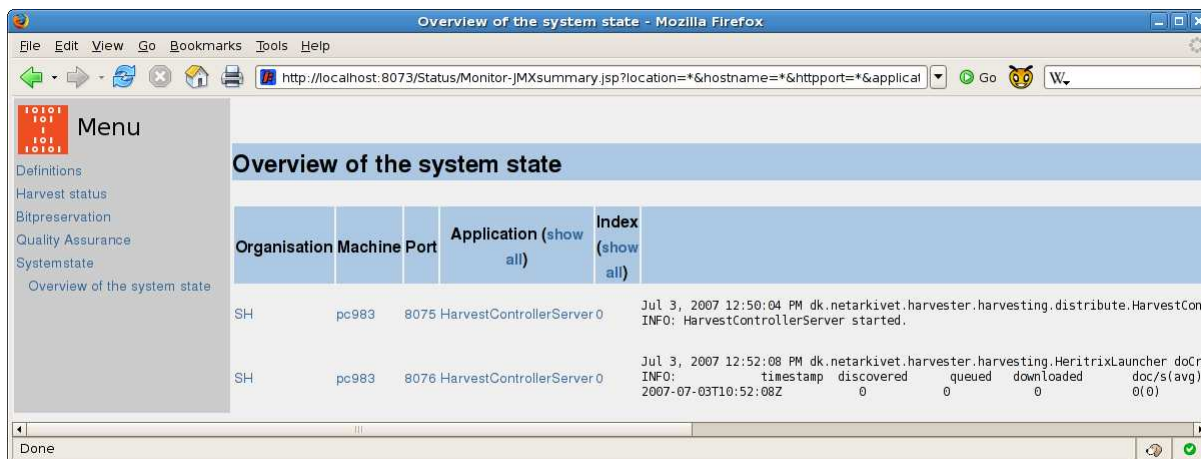 Overview of the system state - Mozilla Firefox
File Edit View Go Bookmarks Tools Help
http://localhost:8073/Status/Monitor-JMXsummary.jsp?location=*&hostname=*&httpport=*&applicat Go W
10101
101
1
101
10101
Menu
Definitions
Harvest status
Bitpreservation
Quality Assurance
Systemstate
Overview of the system state
Overview of the system state
Organisation Machine Port Application (show all) Index (show all)
SH pc983 8075 HarvestControllerServer 0
Jul 3, 2007 12:50:04 PM dk.netarkivet.harvester.harvesting.distribute.HarvestCon
INFO: HarvestControllerServer started.
SH pc983 8076 HarvestControllerServer 0
Jul 3, 2007 12:52:08 PM dk.netarkivet.harvester.harvesting.HeritrixLauncher doCr
INFO: timestamp discovered queued downloaded doc/s(avg)
2007-07-03T10:52:08Z 0 0 0 0(0)
Done